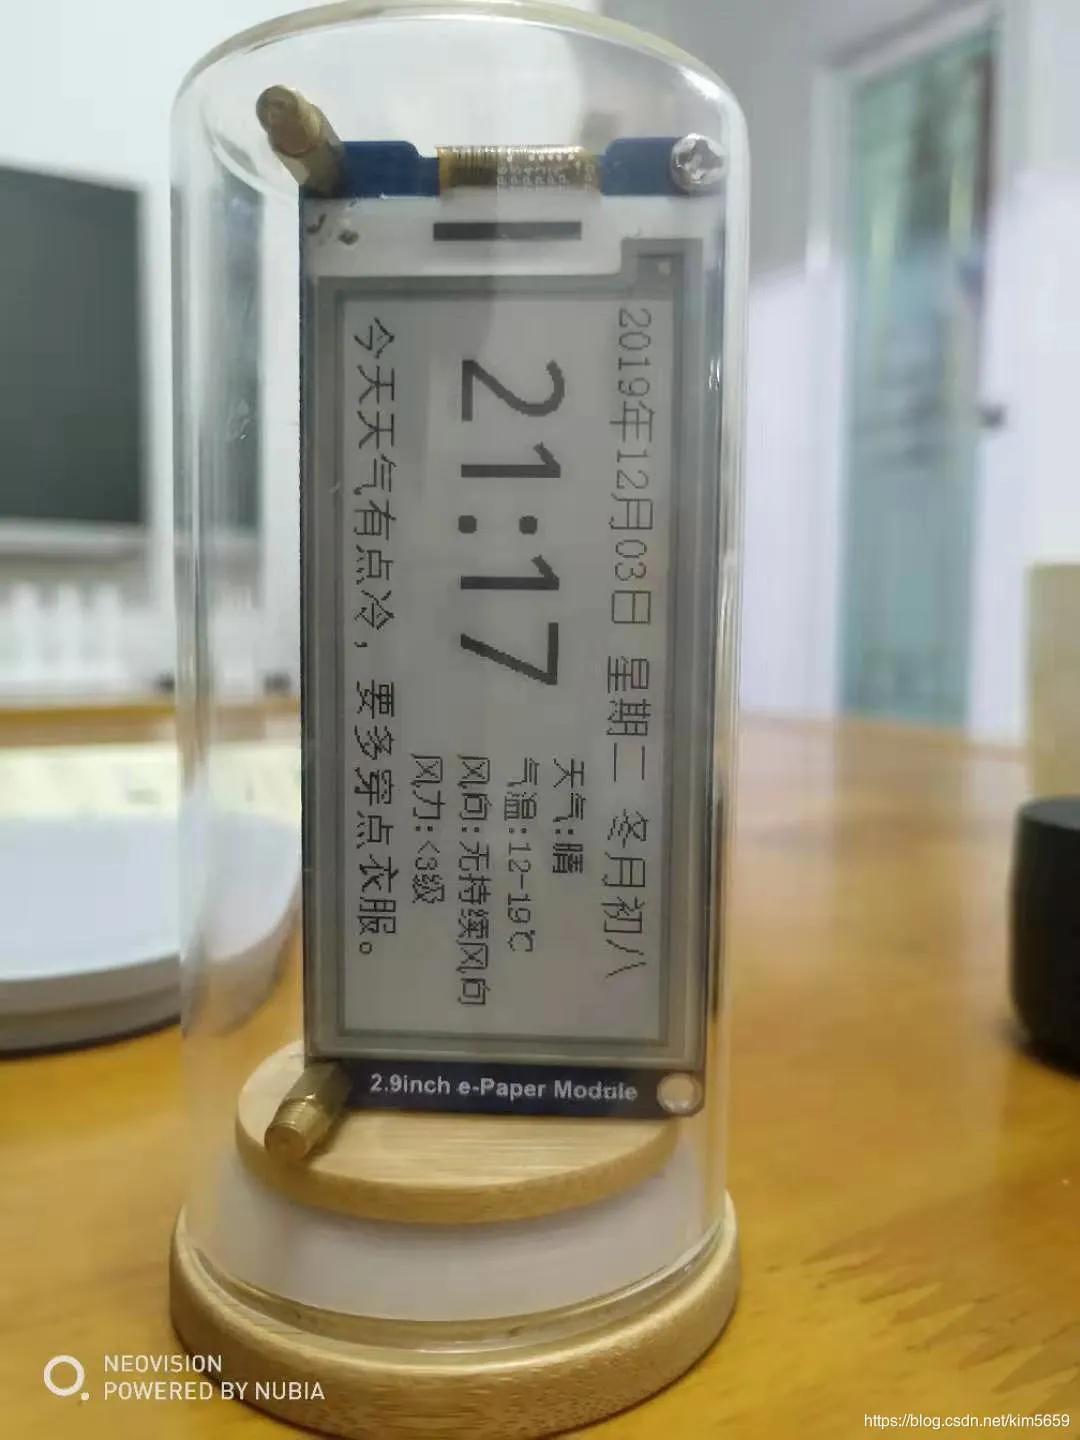 2019年12月03日 星期二 冬月初八
21:17
天气:晴
气温:12-19℃
风向:无持续风向
风力:<3级
今天天气有点冷，要多穿点衣服。
2.9inch e-Paper Module
NEOVISION
POWERED BY NUBIA
https://blog.csdn.net/kim5659